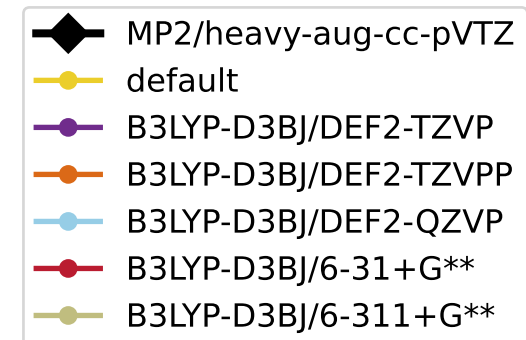 MP2/heavy-aug-cc-pVTZ
default
B3LYP-D3BJ/DEF2-TZVP
B3LYP-D3BJ/DEF2-TZVPP
B3LYP-D3BJ/DEF2-QZVP
B3LYP-D3BJ/6-31+G**
B3LYP-D3BJ/6-311+G**